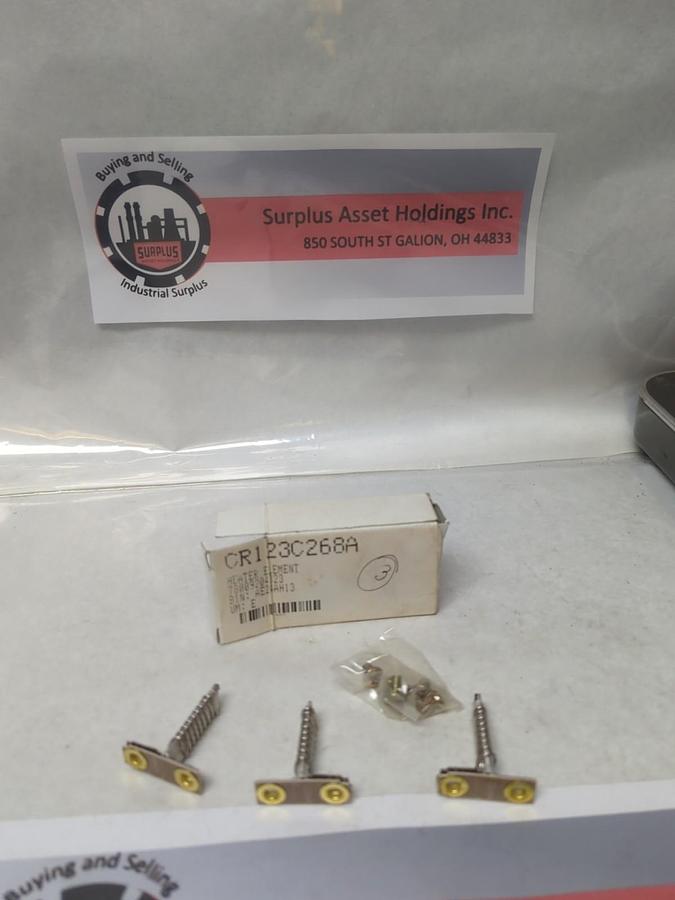 Buying and Selling
SURPLUS
Industrial Surplus
Surplus Asset Holdings Inc.
850 SOUTH ST GALION, OH 44833
CR123C268A
HEATER ELEMENT
3
UM: E
Buying and Selling